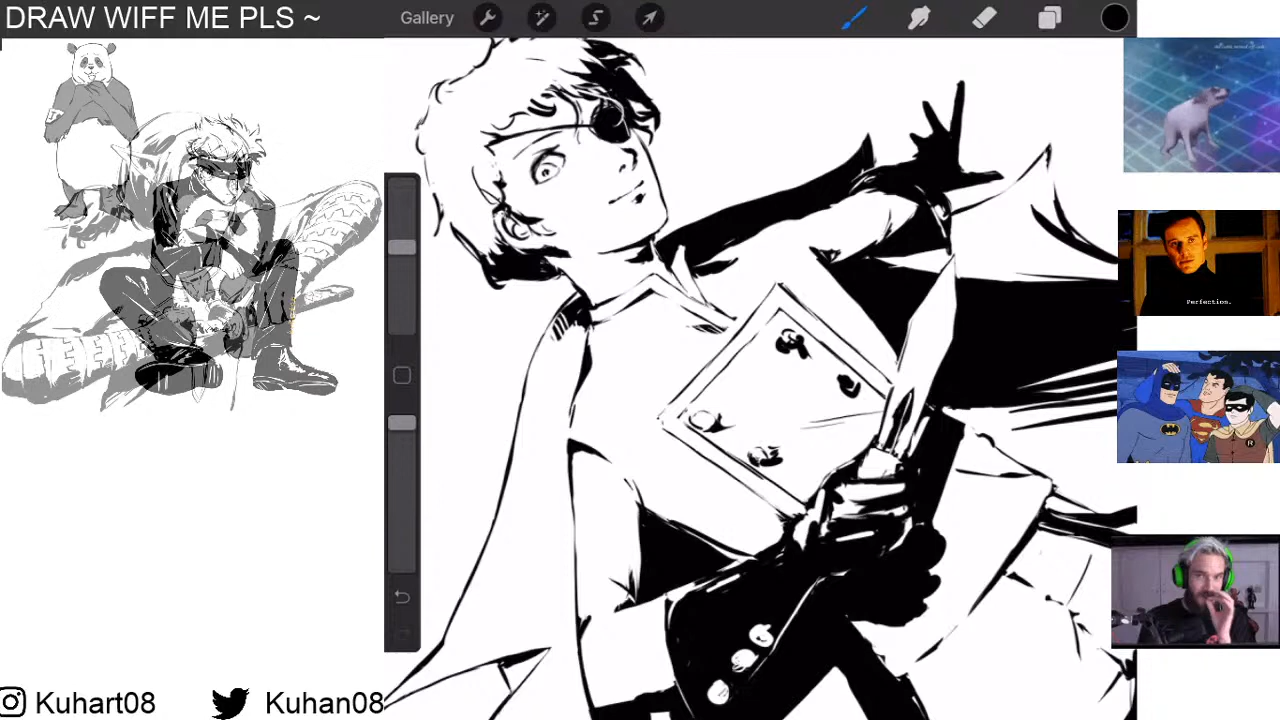 DRAW WIFF ME PLS ~
Gallery
Perfection.
Kuhart08
Kuhan08